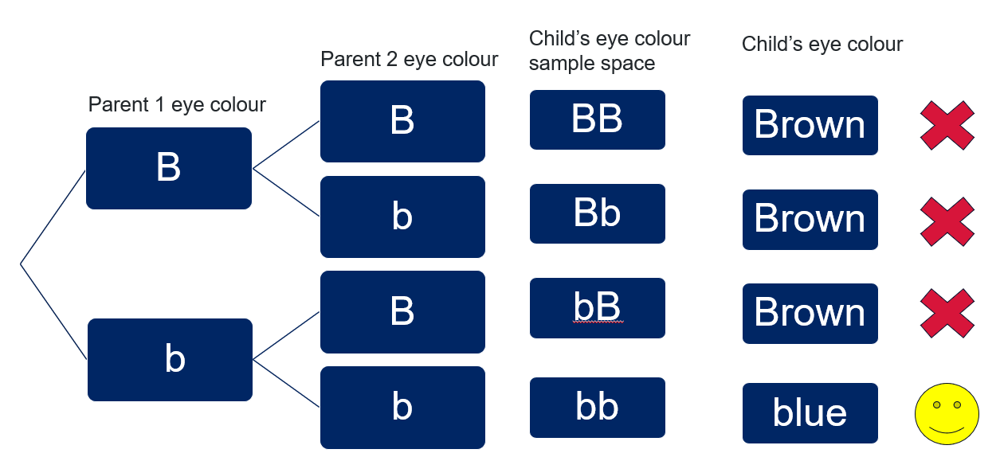 Parent 1 eye colour
B
b
Parent 2 eye colour
B
b
B
b
Child’s eye colour
sample space
BB
Bb
bB
bb
Child’s eye colour
Brown
Brown
Brown
blue